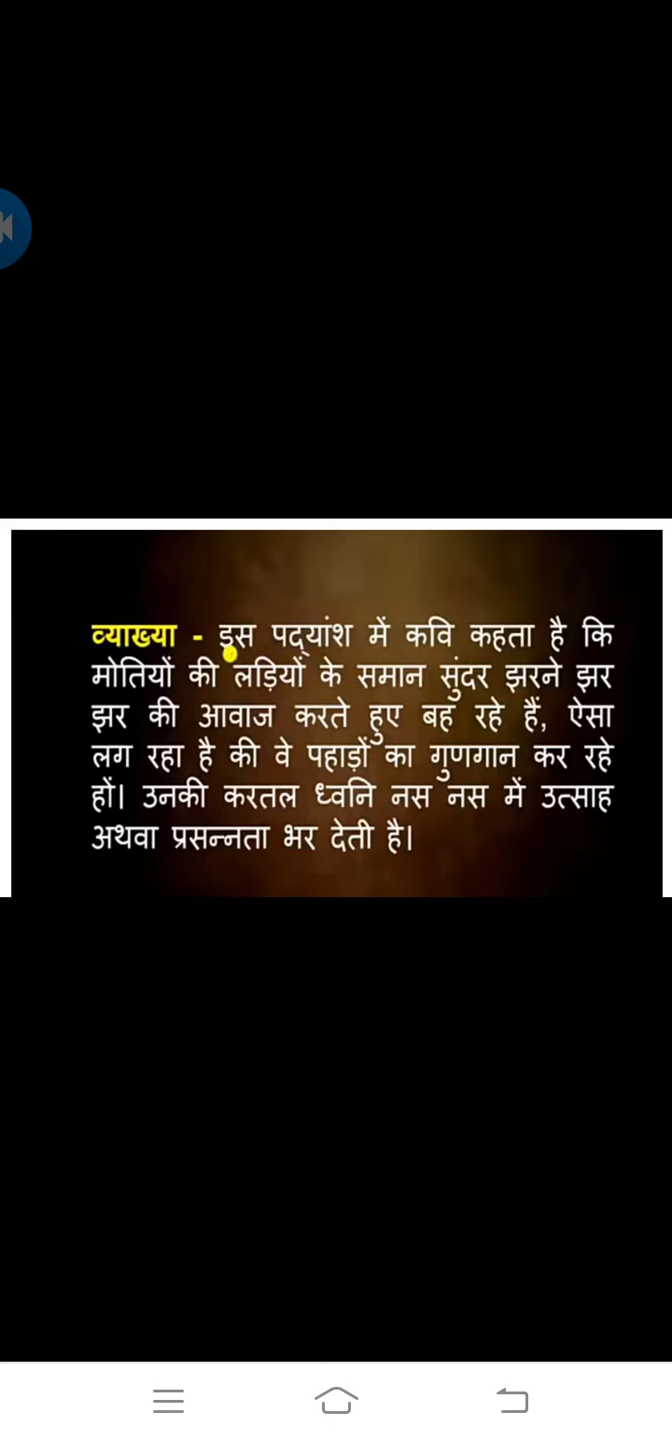 व्याख्या - इस पद्यांश में कवि कहता है कि
मोतियों की लड़ियों के समान सुंदर झरने झर
झर की आवाज करते हुए बह रहे हैं, ऐसा
लग रहा है की वे पहाड़ों का गुणगान कर रहे
हों। उनकी करतल ध्वनि नस नस में उत्साह
अथवा प्रसन्नता भर देती है।